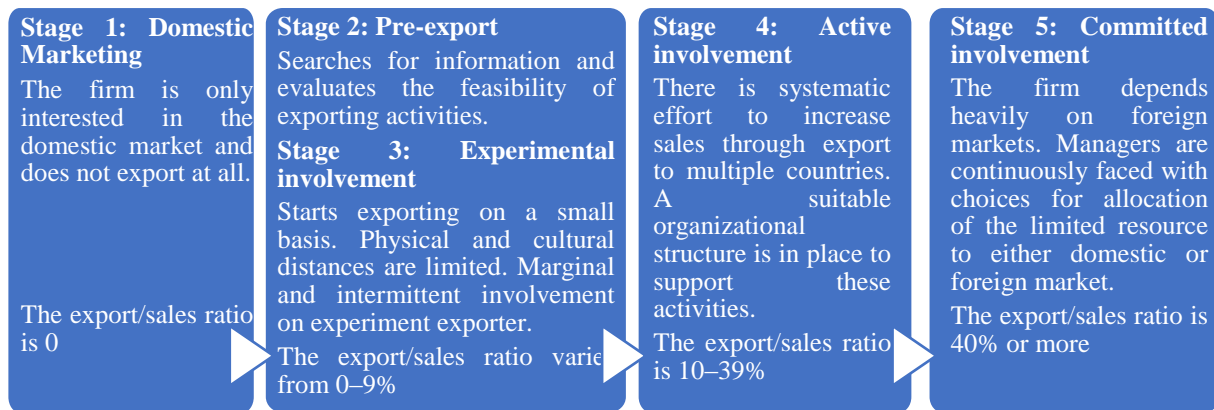 Stage 1: Domestic
Marketing
The firm is only
interested in the
domestic market and
does not export at all.
The export/sales ratio
is 0
Stage 2: Pre-export
Searches for information and
evaluates the feasibility of
exporting activities.
Stage 3: Experimental
involvement
Starts exporting on a small
basis. Physical and cultural
distances are limited. Marginal
and intermittent involvement
on experiment exporter.
The export/sales ratio varie
from 0–9%
Stage 4: Active
involvement
There is systematic
effort to increase
sales through export
to multiple countries.
A suitable
organizational
structure is in place to
support these
activities.
The export/sales ratio
is 10–39%
Stage 5: Committed
involvement
The firm depends
heavily on foreign
markets. Managers are
continuously faced with
choices for allocation
of the limited resource
to either domestic or
foreign market.
The export/sales ratio is
40% or more